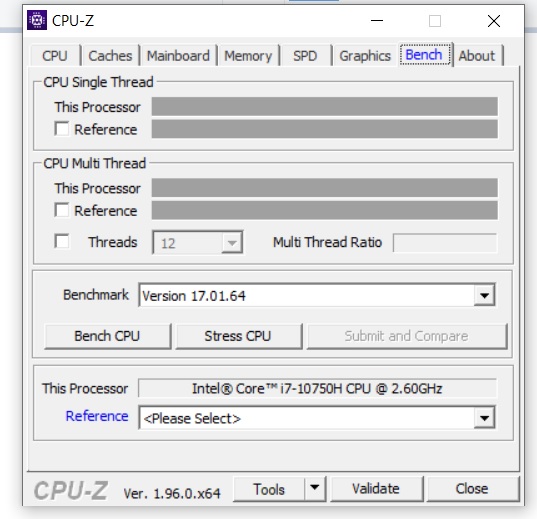 CPU-Z
CPU Caches Mainboard Memory SPD Graphics Bench About
CPU Single Thread
This Processor
Reference
CPU Multi Thread
This Processor
Reference
Threads 12 Multi Thread Ratio
Benchmark Version 17.01.64
Bench CPU Stress CPU Submit and Compare
This Processor Intel® Core™ i7-10750H CPU @ 2.60GHz
Reference <Please Select>
CPU-Z Ver. 1.96.0.x64 Tools Validate Close